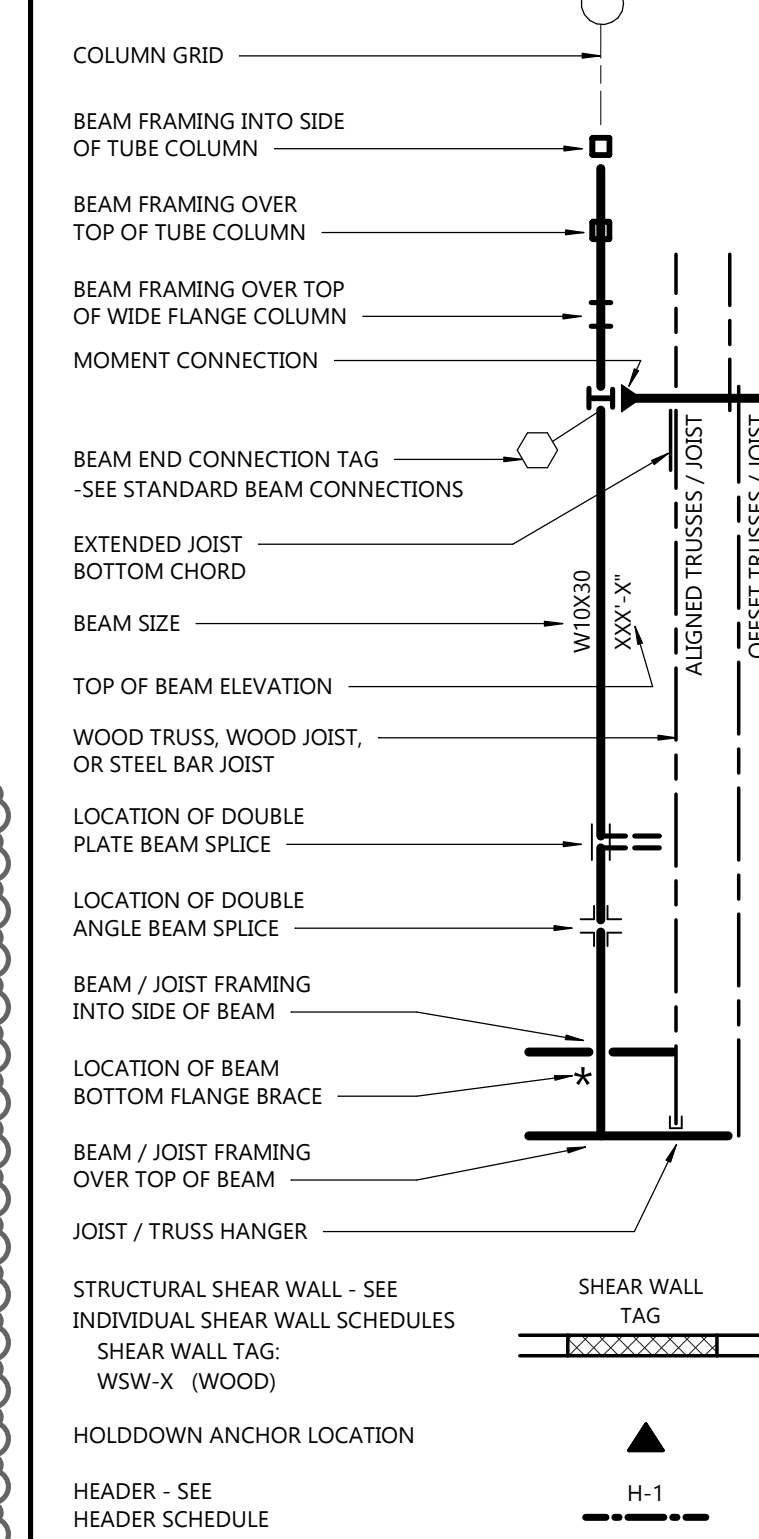 COLUMN GRID
BEAM FRAMING INTO SIDE
OF TUBE COLUMN
BEAM FRAMING OVER
TOP OF TUBE COLUMN
BEAM FRAMING OVER TOP
OF WIDE FLANGE COLUMN
MOMENT CONNECTION
BEAM END CONNECTION TAG
-SEE STANDARD BEAM CONNECTIONS
EXTENDED JOIST
BOTTOM CHORD
BEAM SIZE
W10X30
XXX'-X"
ALIGNED TRUSSES / JOIST
OFFSET TRUSSES / JOIST
TOP OF BEAM ELEVATION
WOOD TRUSS, WOOD JOIST,
OR STEEL BAR JOIST
LOCATION OF DOUBLE
PLATE BEAM SPLICE
LOCATION OF DOUBLE
ANGLE BEAM SPLICE
BEAM / JOIST FRAMING
INTO SIDE OF BEAM
LOCATION OF BEAM
BOTTOM FLANGE BRACE
*
BEAM / JOIST FRAMING
OVER TOP OF BEAM
JOIST / TRUSS HANGER
STRUCTURAL SHEAR WALL - SEE
INDIVIDUAL SHEAR WALL SCHEDULES
SHEAR WALL TAG:
WSW-X (WOOD)
SHEAR WALL
TAG
HOLDDOWN ANCHOR LOCATION
HEADER - SEE
HEADER SCHEDULE
H-1